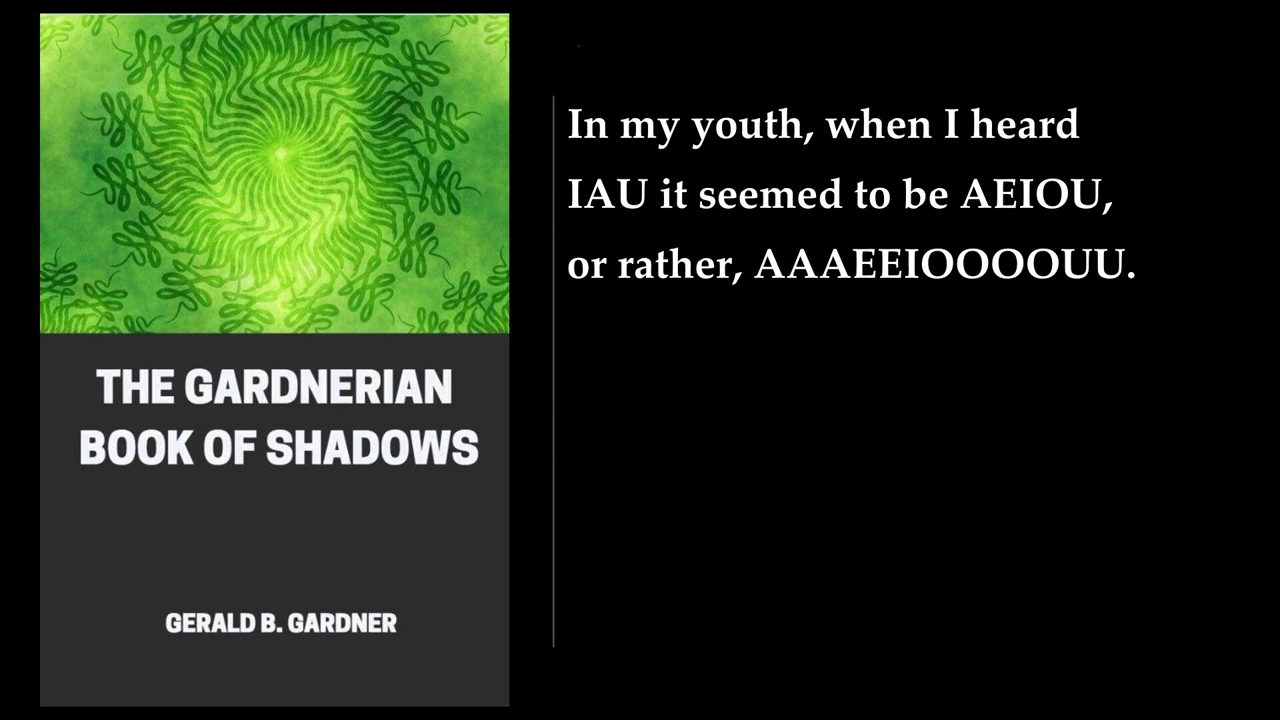 THE GARDNERIAN
BOOK OF SHADOWS
GERALD B. GARDNER
In my youth, when I heard
IAU it seemed to be AEIOU,
or rather, AAAEEIOOOOUU.